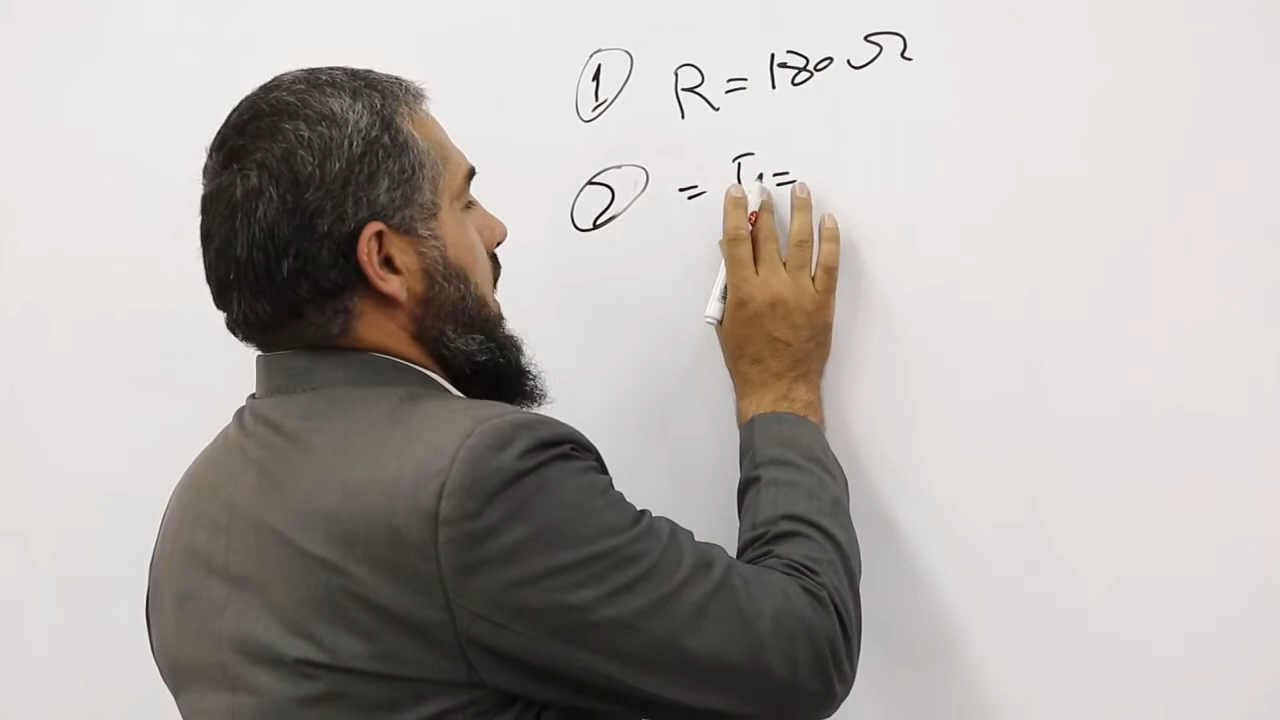 ① R = 180 Ω
② = I =